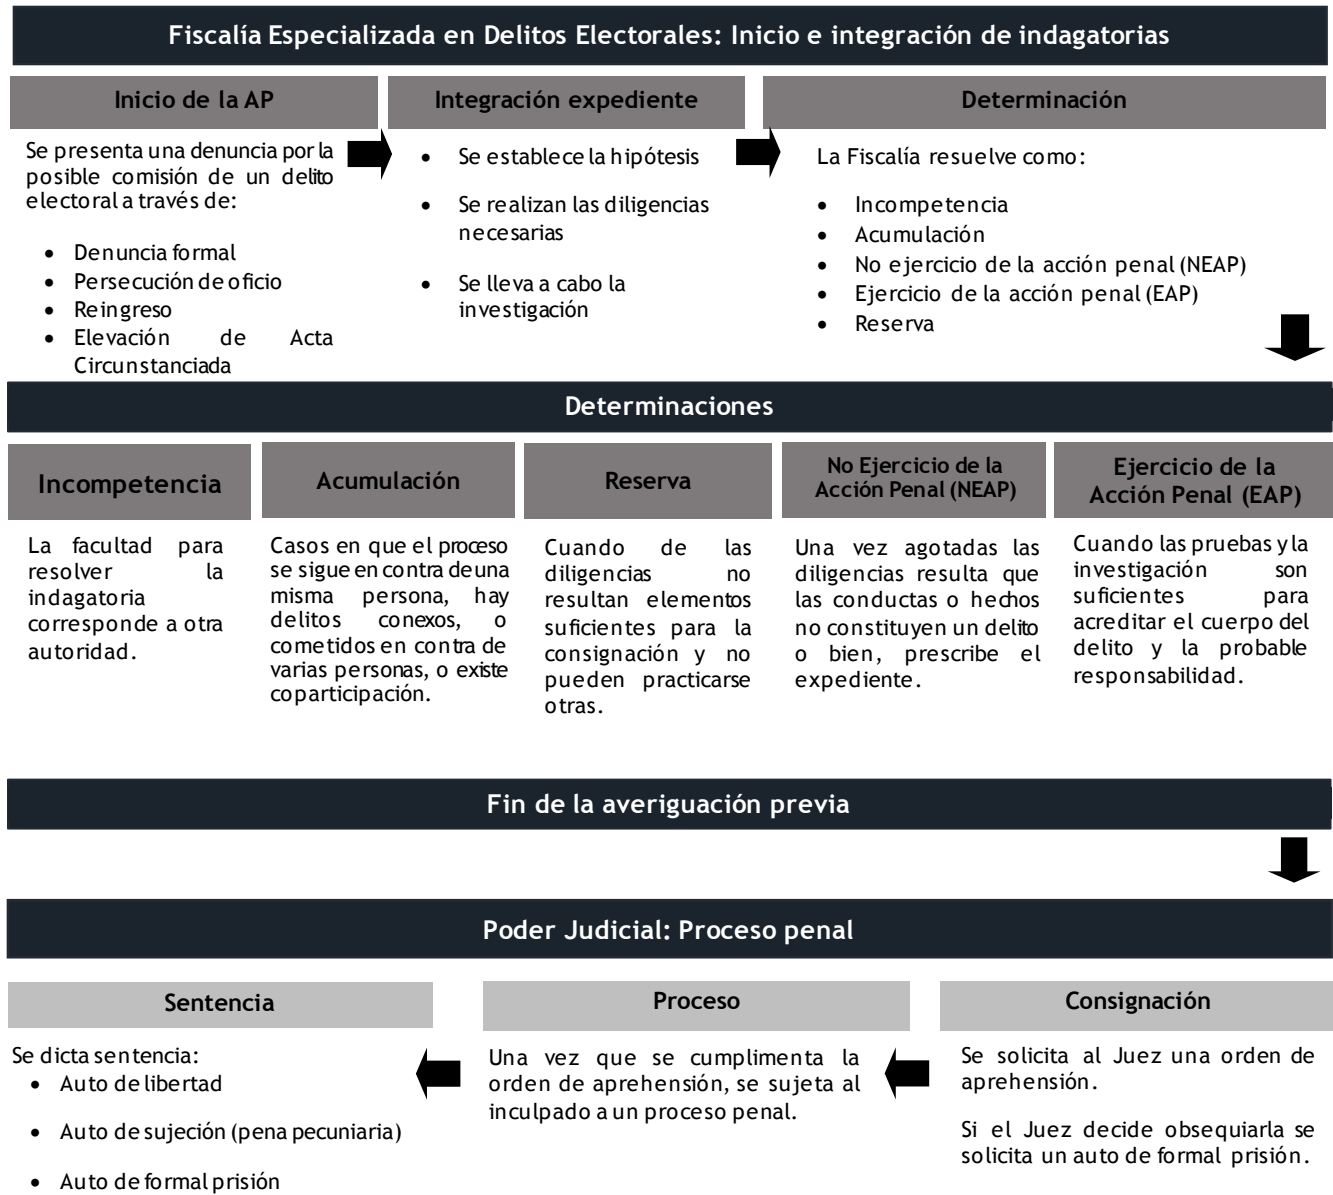 Fiscalía Especializada en Delitos Electorales: Inicio e integración de indagatorias
Inicio de la AP
Se presenta una denuncia por la
posible comisión de un delito
electoral a través de:
• Denuncia formal
• Persecución de oficio
• Reingreso
• Elevación de Acta
Circunstanciada
Integración expediente
• Se establece la hipótesis
• Se realizan las diligencias
necesarias
• Se lleva a cabo la
investigación
Determinación
La Fiscalía resuelve como:
• Incompetencia
• Acumulación
• No ejercicio de la acción penal (NEAP)
• Ejercicio de la acción penal (EAP)
• Reserva
Determinaciones
Incompetencia
La facultad para
resolver la
indagatoria
corresponde a otra
autoridad.
Acumulación
Casos en que el proceso
se sigue en contra de una
misma persona, hay
delitos conexos, o
cometidos en contra de
varias personas, o existe
coparticipación.
Reserva
Cuando de las
diligencias no
resultan elementos
suficientes para la
consignación y no
pueden practicarse
otras.
No Ejercicio de la
Acción Penal (NEAP)
Una vez agotadas las
diligencias resulta que
las conductas o hechos
no constituyen un delito
o bien, prescribe el
expediente.
Ejercicio de la
Acción Penal (EAP)
Cuando las pruebas y la
investigación son
suficientes para
acreditar el cuerpo del
delito y la probable
responsabilidad.
Fin de la averiguación previa
Poder Judicial: Proceso penal
Sentencia
Se dicta sentencia:
• Auto de libertad
• Auto de sujeción (pena pecuniaria)
• Auto de formal prisión
Proceso
Una vez que se cumplimenta la
orden de aprehensión, se sujeta al
inculpado a un proceso penal.
Consignación
Se solicita al Juez una orden de
aprehensión.
Si el Juez decide obsequiarla se
solicita un auto de formal prisión.